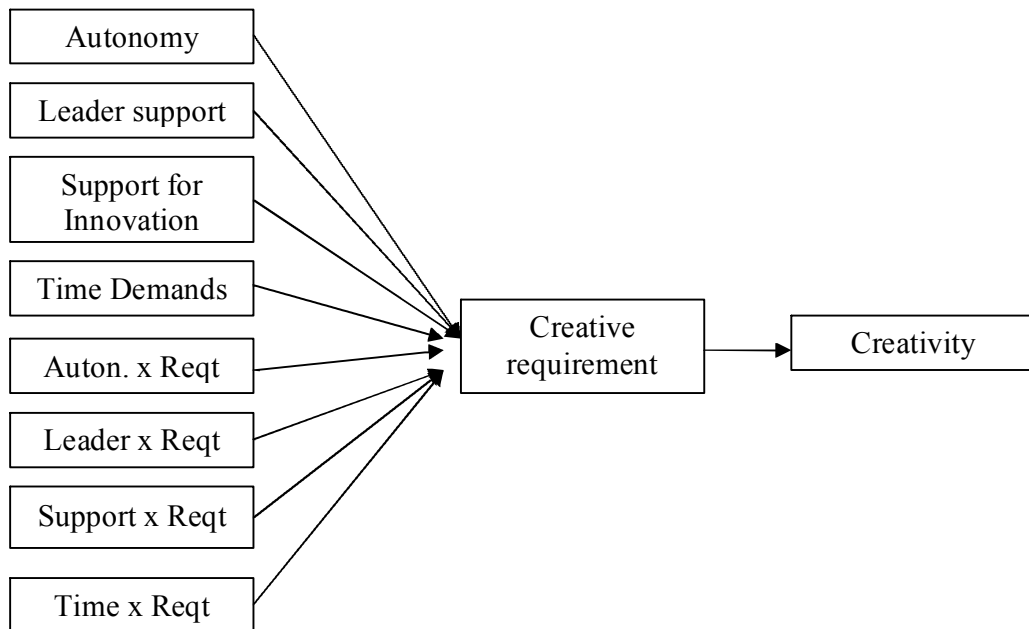 Autonomy
Leader support
Support for
Innovation
Time Demands
Auton. x Reqt
Leader x Reqt
Support x Reqt
Time x Reqt
Creative
requirement
Creativity